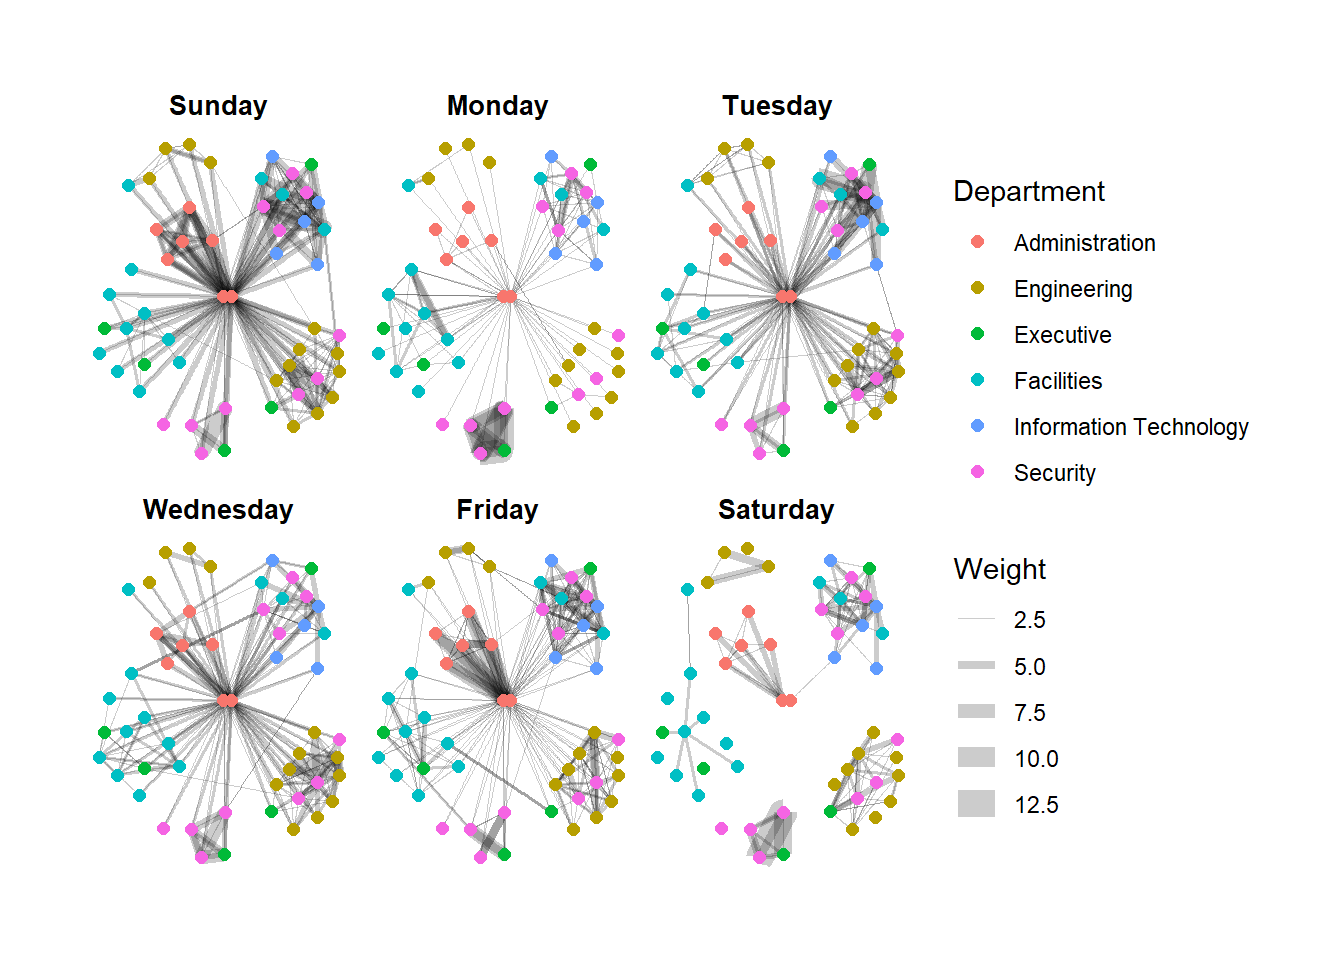 Sunday
Monday
Tuesday
Wednesday
Friday
Saturday
Department
Administration
Engineering
Executive
Facilities
Information Technology
Security
Weight
2.5
5.0
7.5
10.0
12.5